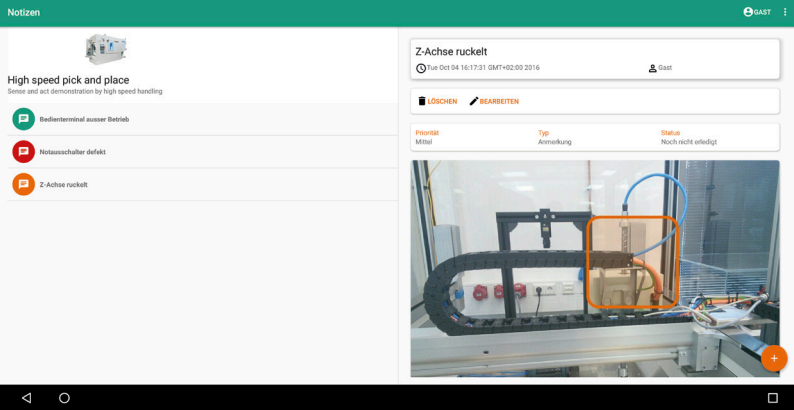 Notizen
GAST
High speed pick and place
Sense and act demonstration by high speed handling
Bedienterminal ausser Betrieb
Notausschalter defekt
Z-Achse ruckelt
Z-Achse ruckelt
Tue Oct 04 16:17:31 GMT+02:00 2016
Gast
LÖSCHEN
BEARBEITEN
Priorität
Typ
Status
Mittel
Anmerkung
Noch nicht erledigt